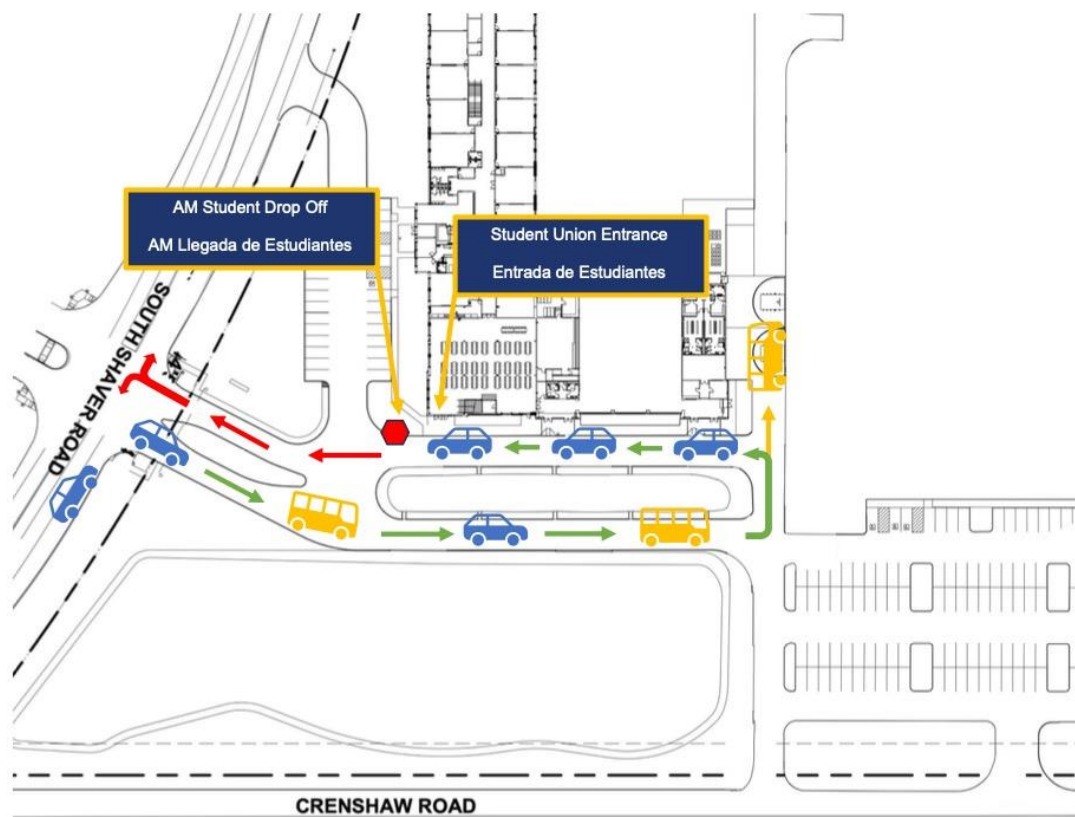 AM Student Drop Off
AM Llegada de Estudiantes
Student Union Entrance
Entrada de Estudiantes
SOUTH SHAVER ROAD
CRENSHAW ROAD